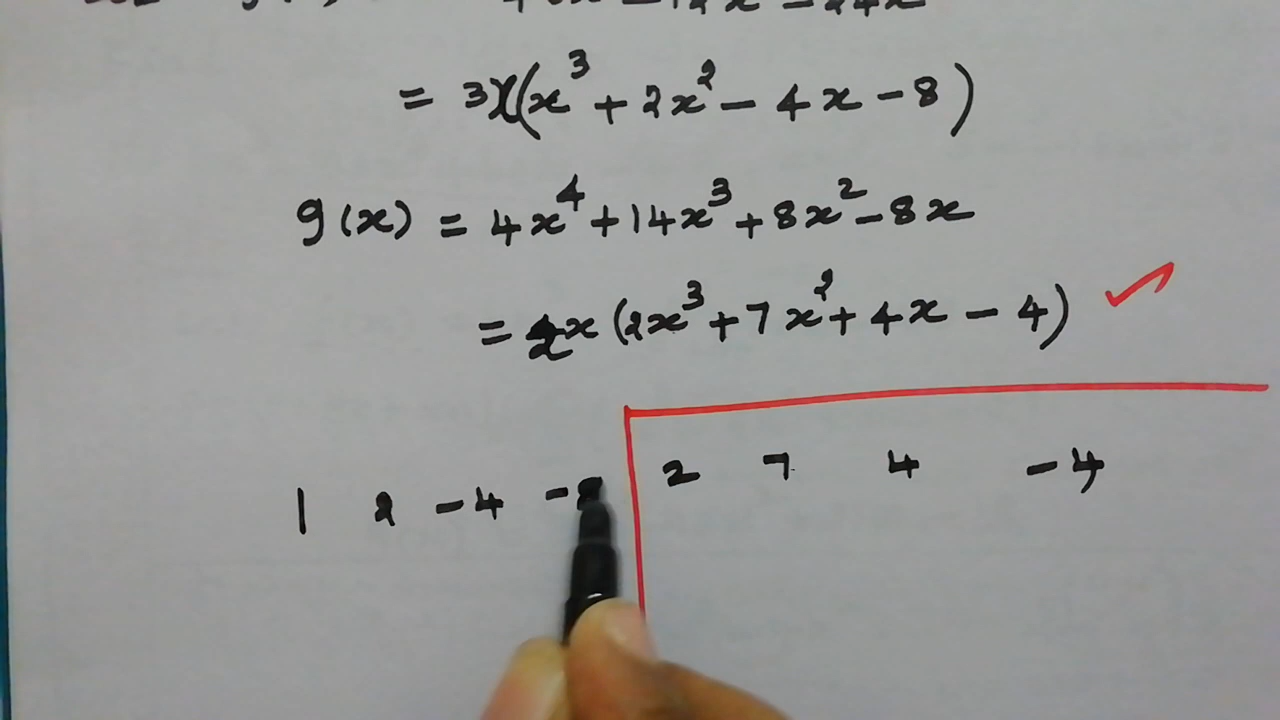 = 3x(x³ + 2x² - 4x - 8)
g(x) = 4x⁴ + 14x³ + 8x² - 8x
= 2x (2x³ + 7x² + 4x - 4) ✓
1 2 -4 -8 2 7 4 -4